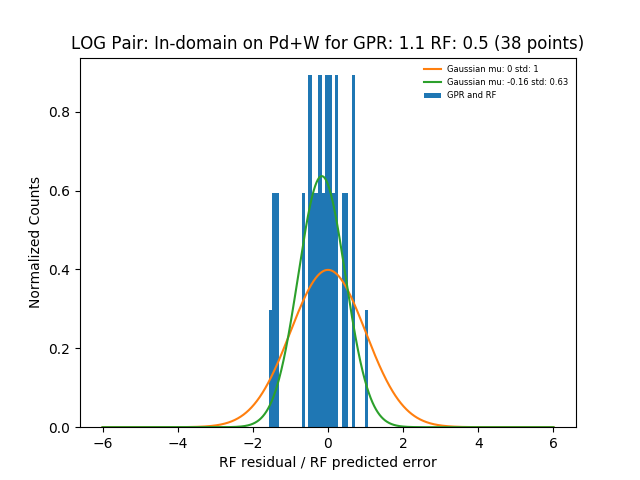 LOG Pair: In-domain on Pd+W for GPR: 1.1 RF: 0.5 (38 points)
Gaussian mu: 0 std: 1
Gaussian mu: -0.16 std: 0.63
GPR and RF
Normalized Counts
0.8
0.6
0.4
0.2
0.0
−6 −4 −2 0 2 4 6
RF residual / RF predicted error